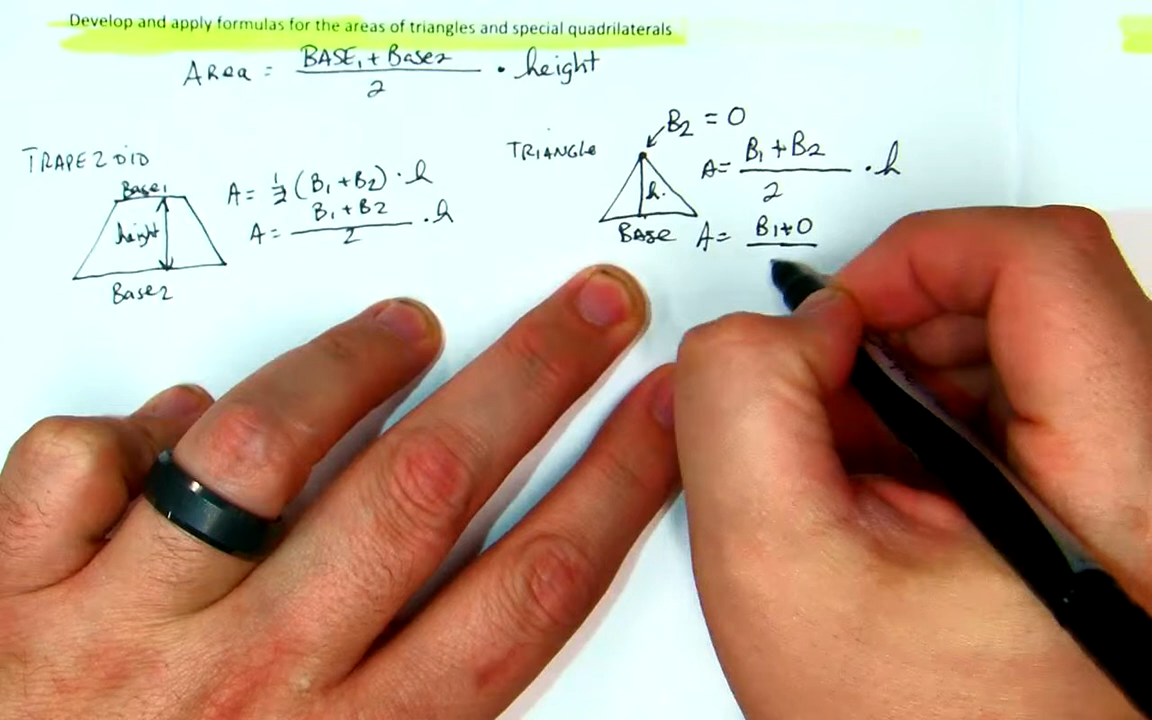 Develop and apply formulas for the areas of triangles and special quadrilaterals
Area = BASE1 + Base2 / 2 · height
TRAPEZOID
Base1
height
Base2
A = 1/2 (B1 + B2) · h
A = B1 + B2 / 2 · h
TRIANGLE
B2 = 0
h
BASE
A = B1 + B2 / 2 · h
A = B1+0